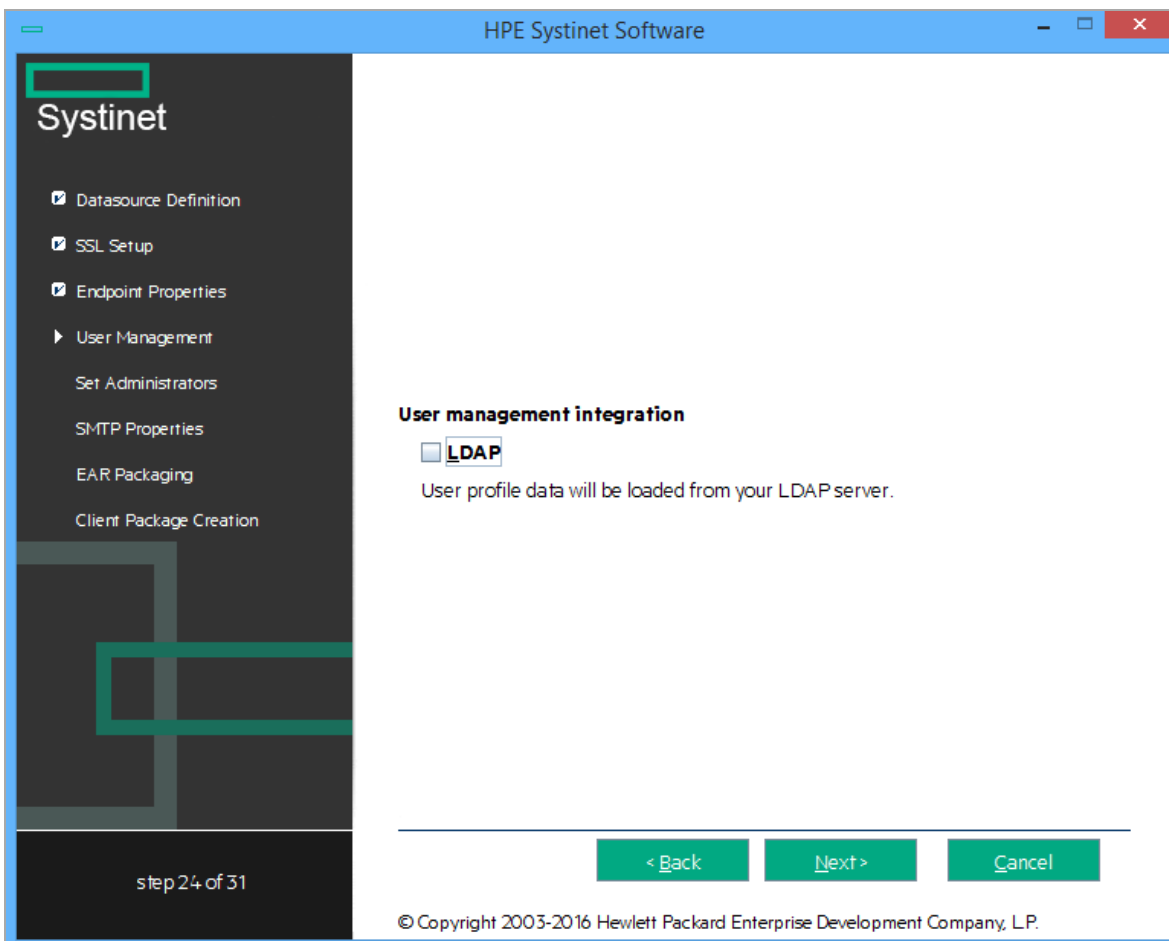 HPE Systinet Software
Systinet
Datasource Definition
SSL Setup
Endpoint Properties
User Management
Set Administrators
SMTP Properties
EAR Packaging
Client Package Creation
User management integration
LDAP
User profile data will be loaded from your LDAP server.
< Back
Next >
Cancel
step 24 of 31
© Copyright 2003-2016 Hewlett Packard Enterprise Development Company, L.P.